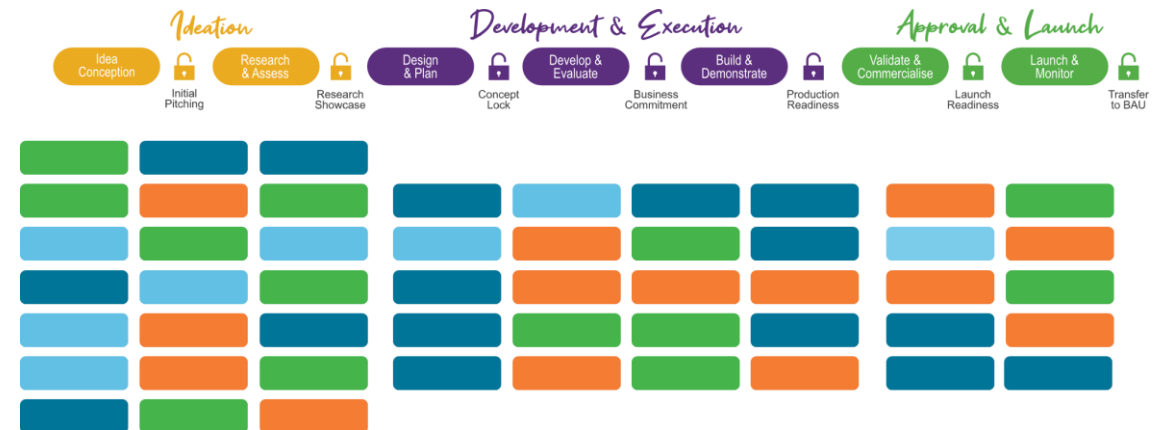 Ideation
Development & Execution
Approval & Launch
Idea
Conception
Research
& Assess
Design
& Plan
Develop &
Evaluate
Build &
Demonstrate
Validate &
Commercialise
Launch &
Monitor
Initial
Pitching
Research
Showcase
Concept
Lock
Business
Commitment
Production
Readiness
Launch
Readiness
Transfer
to BAU